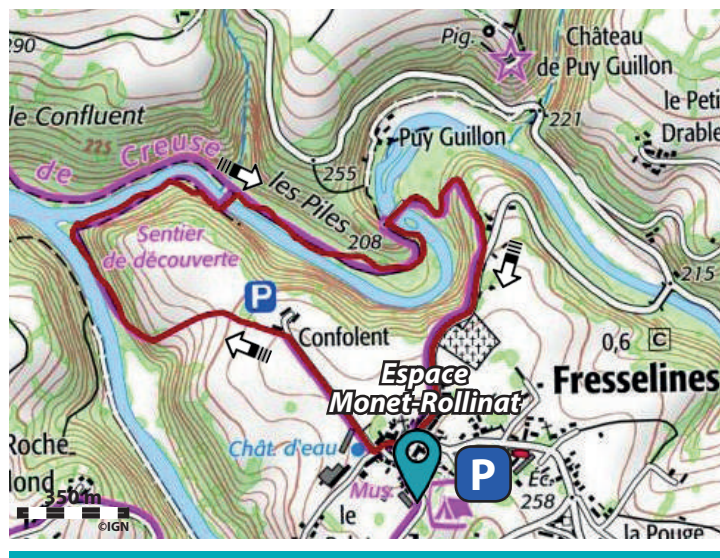 290
Pig.
Château
de Puy Guillon
le Confluent
225
de Creuse
255
Puy Guillon
221
le Peti
Drable
les Piles
208
Sentier
de découverte
215
P
Confolent
0,6 C
Espace
Monet-Rollinat
Fresselines
Chât. d'eau
P
Roche
Mus.
Éc.
258
350 m
©IGN
le
la Pouge